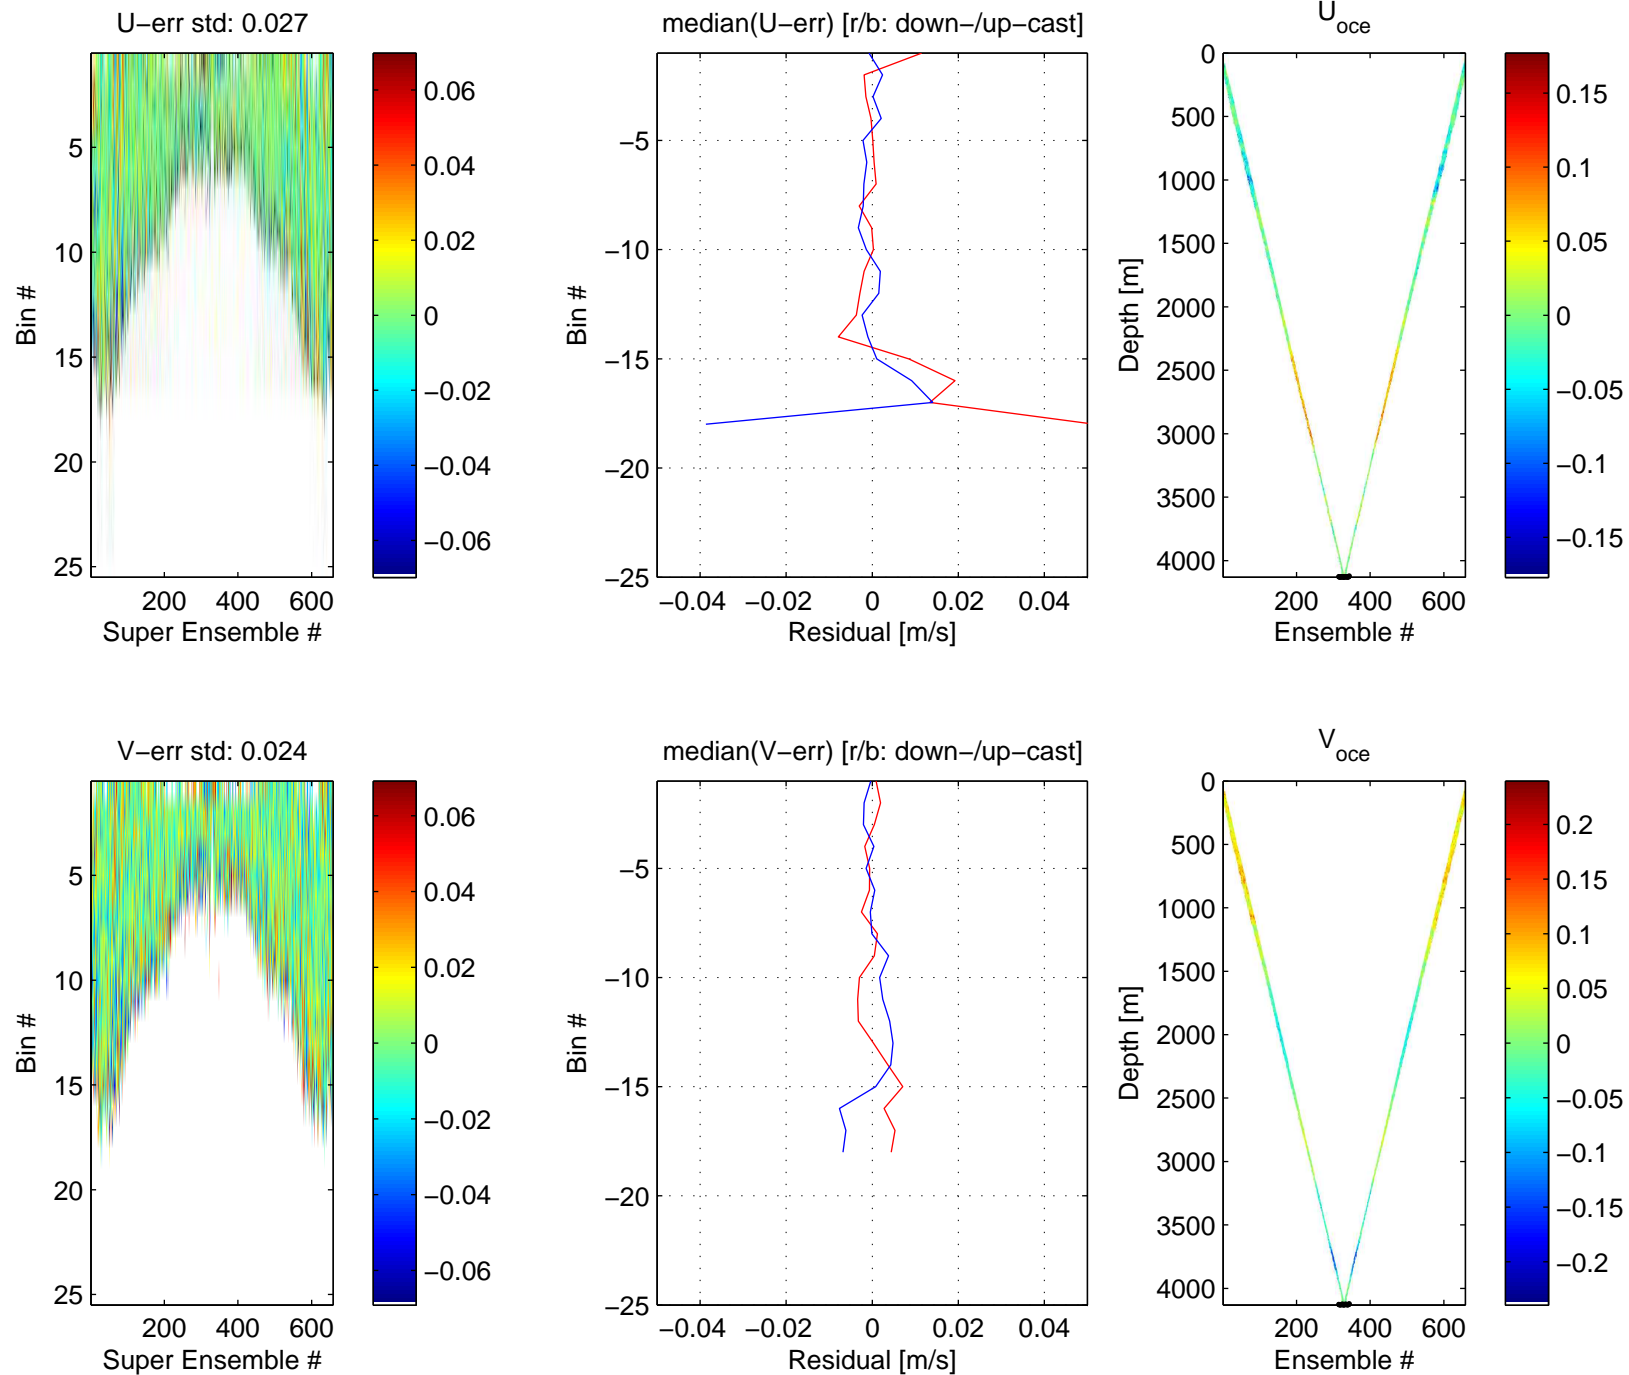 U−err std: 0.027
5
10
15
20
25
200 400 600
Super Ensemble #
Bin #
0.06
0.04
0.02
0
−0.02
−0.04
−0.06
median(U−err) [r/b: down−/up−cast]
−5
−10
−15
−20
−25
−0.04 −0.02 0 0.02 0.04
Residual [m/s]
Bin #
U_oce
0
500
1000
1500
2000
2500
3000
3500
4000
200 400 600
Ensemble #
Depth [m]
0.15
0.1
0.05
0
−0.05
−0.1
−0.15
V−err std: 0.024
5
10
15
20
25
200 400 600
Super Ensemble #
Bin #
0.06
0.04
0.02
0
−0.02
−0.04
−0.06
median(V−err) [r/b: down−/up−cast]
−5
−10
−15
−20
−25
−0.04 −0.02 0 0.02 0.04
Residual [m/s]
Bin #
V_oce
0
500
1000
1500
2000
2500
3000
3500
4000
200 400 600
Ensemble #
Depth [m]
0.2
0.15
0.1
0.05
0
−0.05
−0.1
−0.15
−0.2